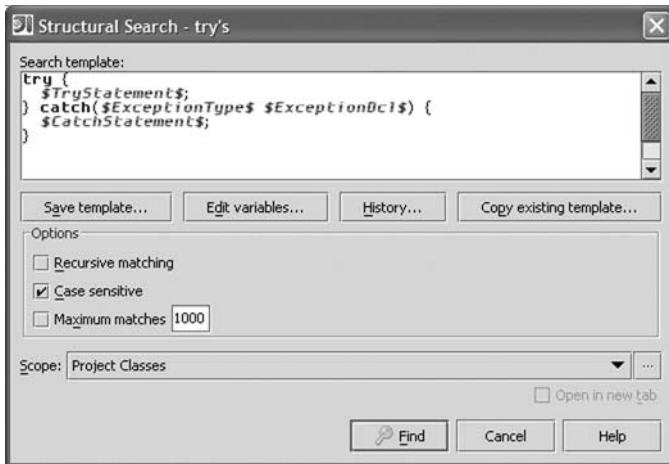 Structural Search - try's
Search template:
try {
$TryStatement$;
} catch($ExceptionType$ $ExceptionDcl$) {
$CatchStatement$;
}
Save template... Edit variables... History... Copy existing template...
Options
Recursive matching
Case sensitive
Maximum matches 1000
Scope: Project Classes ...
Open in new tab
Find Cancel Help